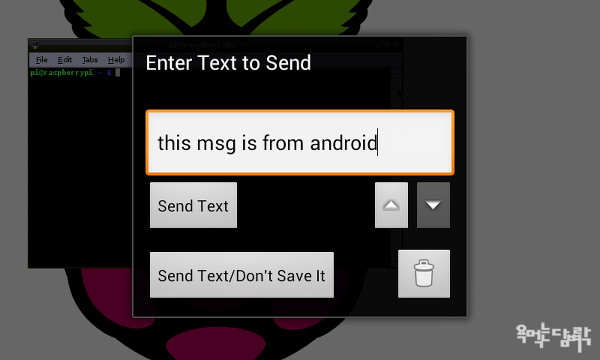 File Edit Tabs Help
pi@raspberrypi ~ $
Enter Text to Send
this msg is from android
Send Text
Send Text/Don't Save It